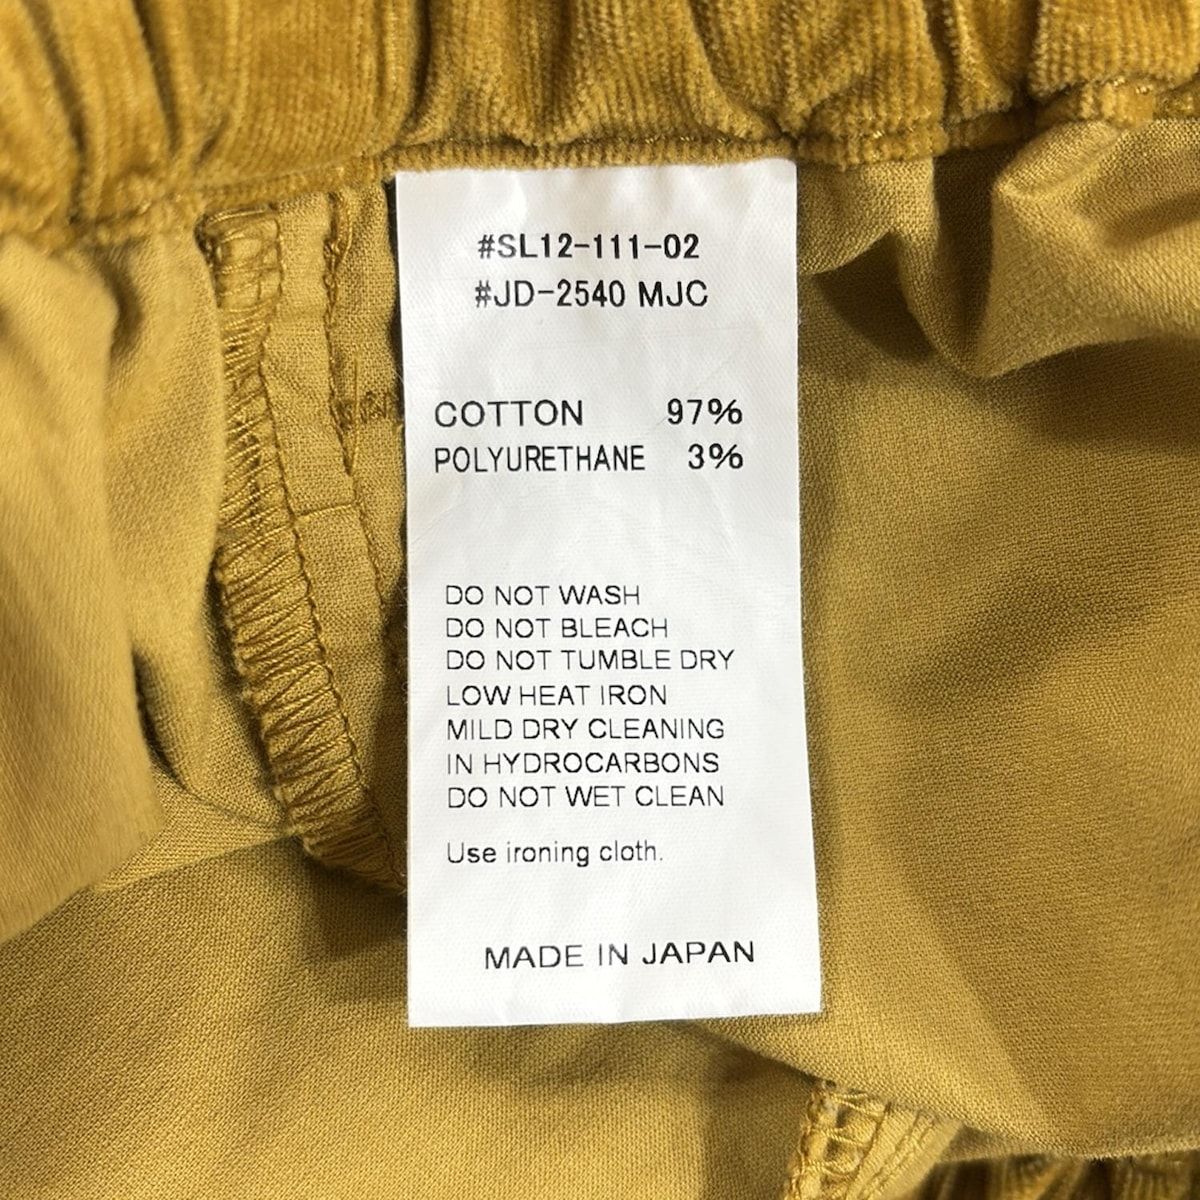 #SL12-111-02
#JD-2540 MJC
COTTON 97%
POLYURETHANE 3%
DO NOT WASH
DO NOT BLEACH
DO NOT TUMBLE DRY
LOW HEAT IRON
MILD DRY CLEANING
IN HYDROCARBONS
DO NOT WET CLEAN
Use ironing cloth.
MADE IN JAPAN